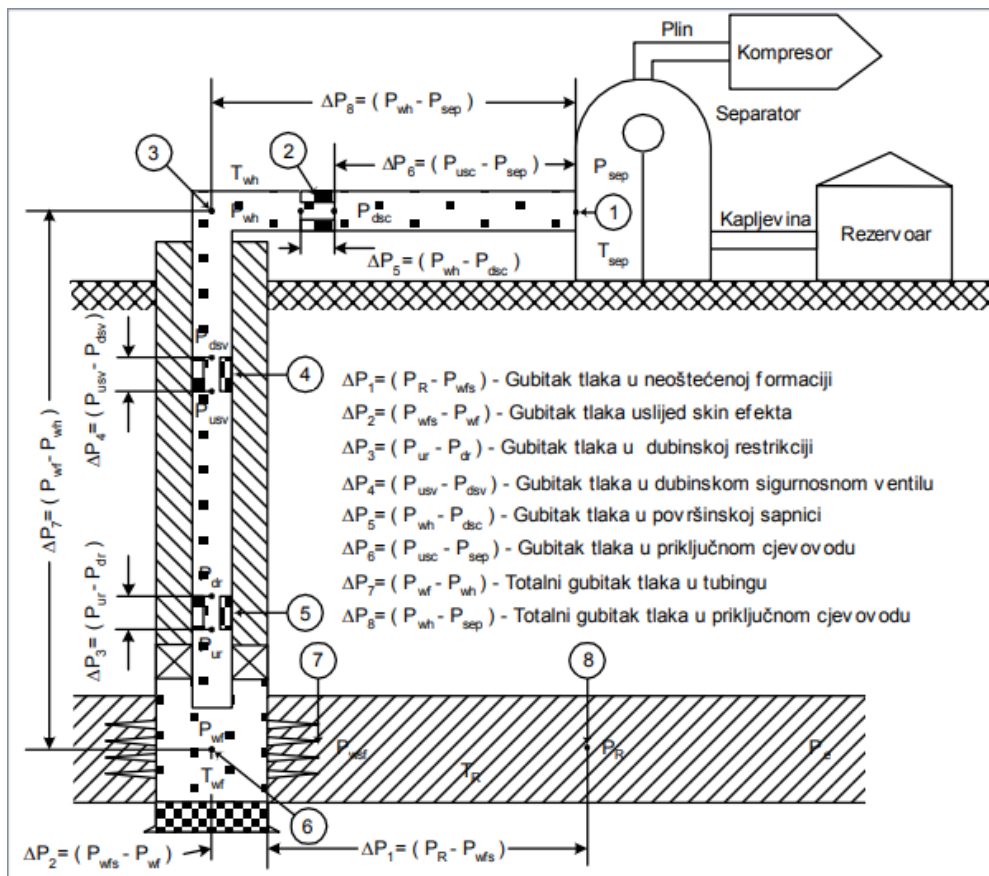 Plin
Kompresor
ΔP8= ( Pwh - Psep )
Separator
3
2
ΔP6= ( Pusc - Psep )
Twh
Psep
Pwh
Pdsc
1
Kapljevina
Rezervoar
ΔP5= ( Pwh - Pdsc )
Tsep
Pdsv
ΔP4= ( Pusv - Pdsv )
4
Pusv
ΔP1= ( PR - Pwfs ) - Gubitak tlaka u neoštećenoj formaciji
ΔP2= ( Pwfs - Pwf ) - Gubitak tlaka uslijed skin efekta
ΔP3= ( Pur - Pdr ) - Gubitak tlaka u dubinskoj restrikciji
ΔP4= ( Pusv - Pdsv ) - Gubitak tlaka u dubinskom sigurnosnom ventilu
ΔP5= ( Pwh - Pdsc ) - Gubitak tlaka u površinskoj sapnici
ΔP6= ( Pusc - Psep ) - Gubitak tlaka u priključnom cjevovodu
ΔP7= ( Pwf - Pwh ) - Totalni gubitak tlaka u tubingu
ΔP8= ( Pwh - Psep ) - Totalni gubitak tlaka u priključnom cjevovodu
ΔP7= ( Pwf - Pwh )
Pdr
ΔP3= ( Pur - Pdr )
5
Pur
7
8
Pwf
Pwsf
PR
Pe
TR
Twf
6
ΔP2= ( Pwfs - Pwf )
ΔP1= ( PR - Pwfs )